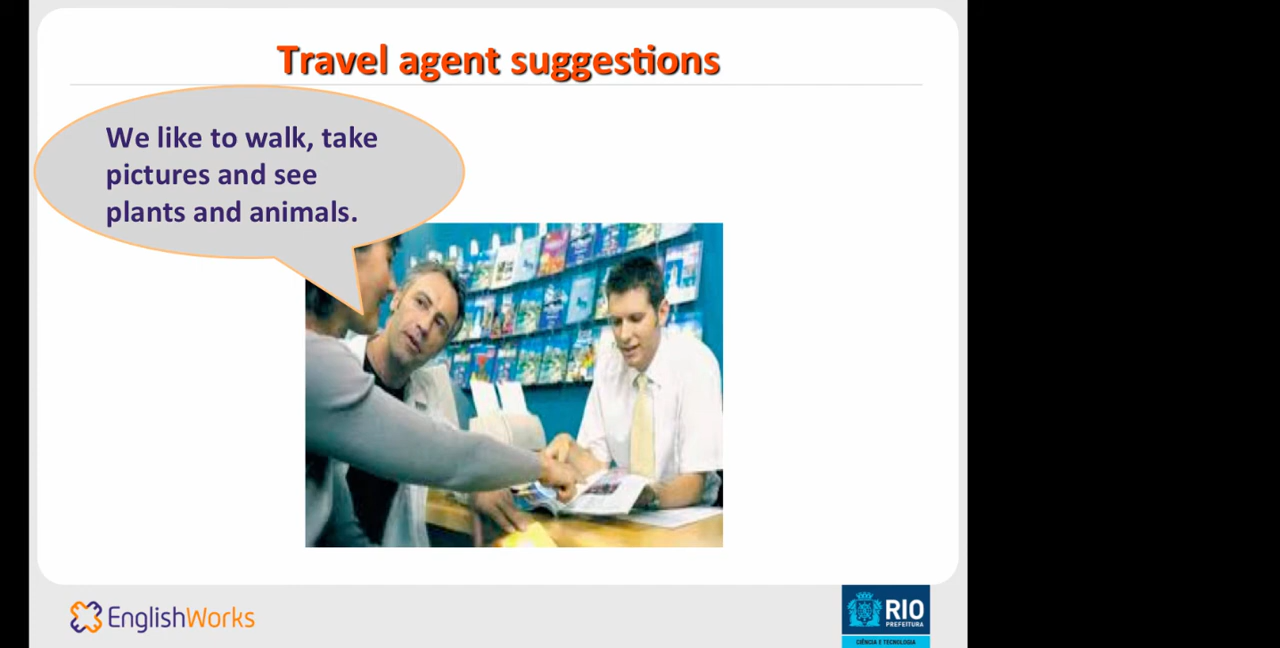 Travel agent suggestions
We like to walk, take
pictures and see
plants and animals.
EnglishWorks
RIO
PREFEITURA
CIÊNCIA E TECNOLOGIA